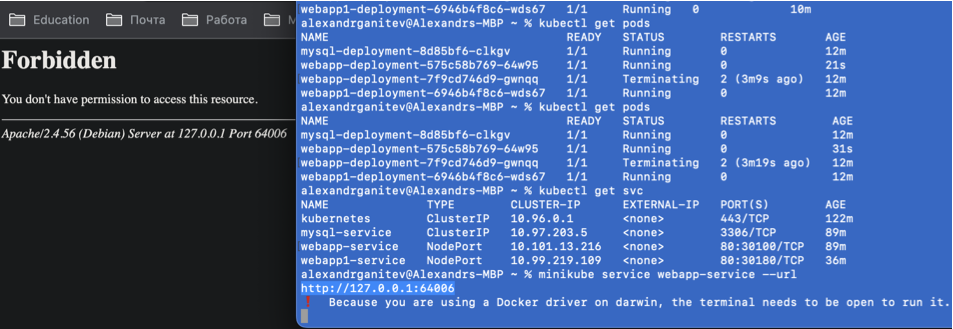 Education Почта Работа М
Forbidden
You don't have permission to access this resource.
Apache/2.4.56 (Debian) Server at 127.0.0.1 Port 64006
webapp1-deployment-6946b4f8c6-wds67 1/1 Running 0 10m
alexandrganitev@Alexandrs-MBP ~ % kubectl get pods
NAME READY STATUS RESTARTS AGE
mysql-deployment-8d85bf6-clkgv 1/1 Running 0 12m
webapp-deployment-575c58b769-64w95 1/1 Running 0 21s
webapp-deployment-7f9cd746d9-gwnqq 1/1 Terminating 2 (3m9s ago) 12m
webapp1-deployment-6946b4f8c6-wds67 1/1 Running 0 12m
alexandrganitev@Alexandrs-MBP ~ % kubectl get pods
NAME READY STATUS RESTARTS AGE
mysql-deployment-8d85bf6-clkgv 1/1 Running 0 12m
webapp-deployment-575c58b769-64w95 1/1 Running 0 31s
webapp-deployment-7f9cd746d9-gwnqq 1/1 Terminating 2 (3m19s ago) 12m
webapp1-deployment-6946b4f8c6-wds67 1/1 Running 0 12m
alexandrganitev@Alexandrs-MBP ~ % kubectl get svc
NAME TYPE CLUSTER-IP EXTERNAL-IP PORT(S) AGE
kubernetes ClusterIP 10.96.0.1 <none> 443/TCP 122m
mysql-service ClusterIP 10.97.203.5 <none> 3306/TCP 89m
webapp-service NodePort 10.101.13.216 <none> 80:30100/TCP 89m
webapp1-service NodePort 10.99.219.109 <none> 80:30180/TCP 36m
alexandrganitev@Alexandrs-MBP ~ % minikube service webapp-service --url
http://127.0.0.1:64006
! Because you are using a Docker driver on darwin, the terminal needs to be open to run it.